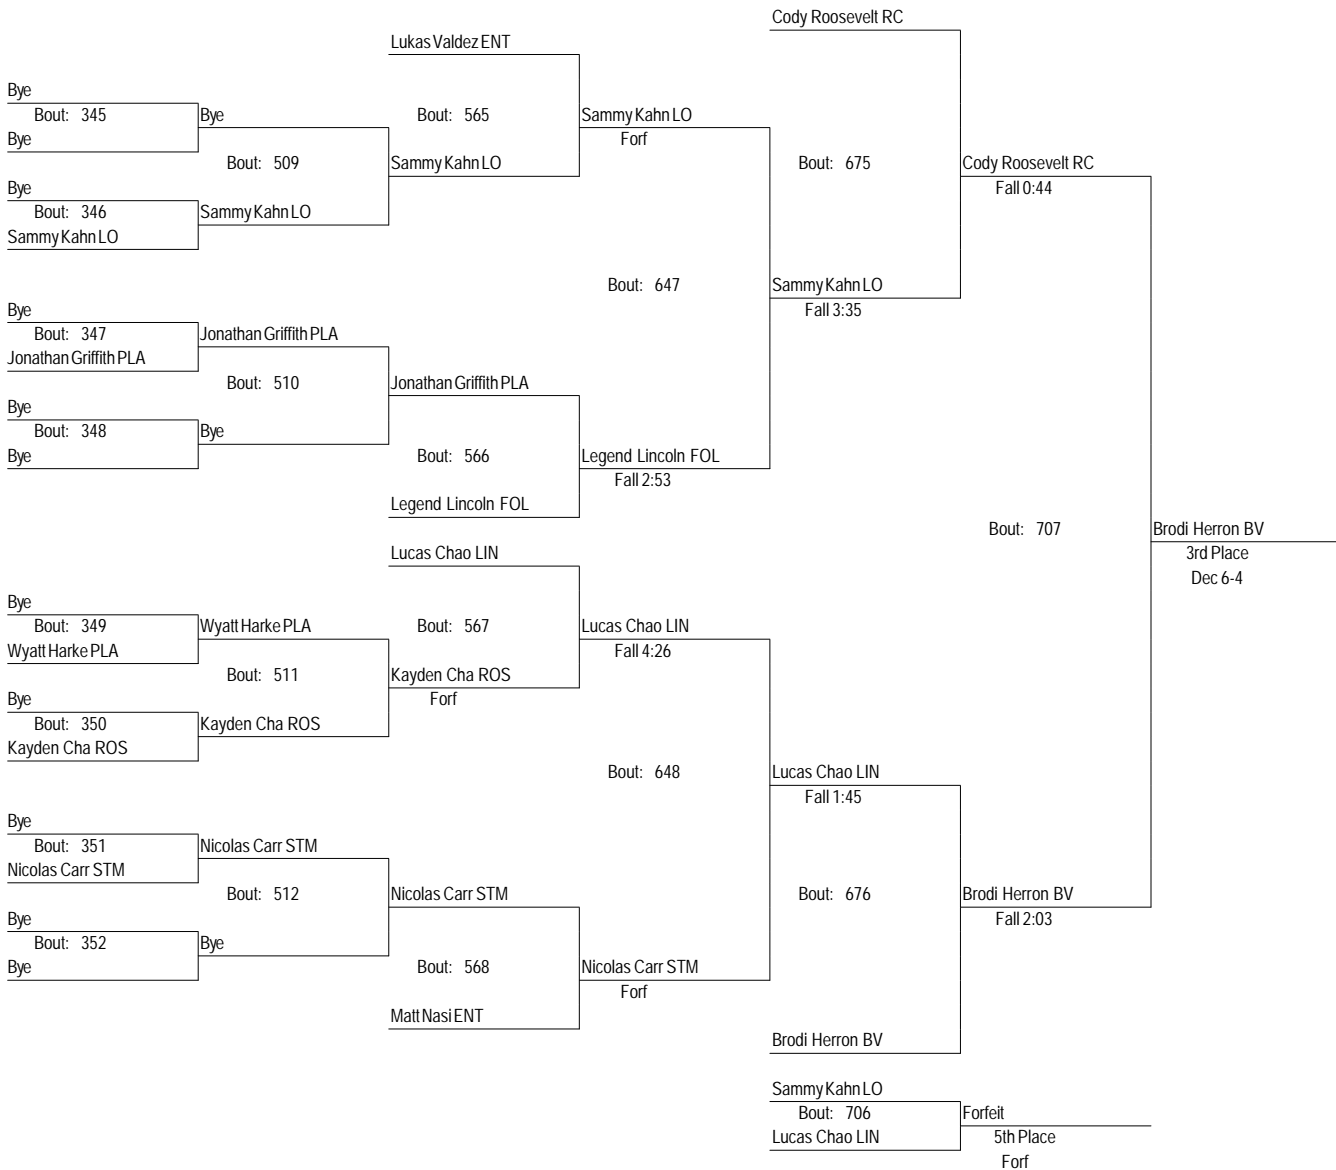 Cody Roosevelt RC
Lukas Valdez ENT
Bye
Bout: 345
Bye
Bout: 565
Sammy Kahn LO
Bye
Forf
Bout: 509
Sammy Kahn LO
Bout: 675
Cody Roosevelt RC
Bye
Fall 0:44
Bout: 346
Sammy Kahn LO
Sammy Kahn LO
Bout: 647
Sammy Kahn LO
Bye
Fall 3:35
Bout: 347
Jonathan Griffith PLA
Jonathan Griffith PLA
Bout: 510
Jonathan Griffith PLA
Bye
Bout: 348
Bye
Bye
Bout: 566
Legend Lincoln FOL
Fall 2:53
Legend Lincoln FOL
Bout: 707
Brodi Herron BV
Lucas Chao LIN
3rd Place
Dec 6-4
Bye
Bout: 349
Wyatt Harke PLA
Bout: 567
Lucas Chao LIN
Wyatt Harke PLA
Fall 4:26
Bout: 511
Kayden Cha ROS
Bye
Forf
Bout: 350
Kayden Cha ROS
Kayden Cha ROS
Bout: 648
Lucas Chao LIN
Fall 1:45
Bye
Bout: 351
Nicolas Carr STM
Nicolas Carr STM
Bout: 512
Nicolas Carr STM
Bout: 676
Brodi Herron BV
Bye
Fall 2:03
Bout: 352
Bye
Bye
Bout: 568
Nicolas Carr STM
Forf
Matt Nasi ENT
Brodi Herron BV
Sammy Kahn LO
Bout: 706
Forfeit
Lucas Chao LIN
5th Place
Forf